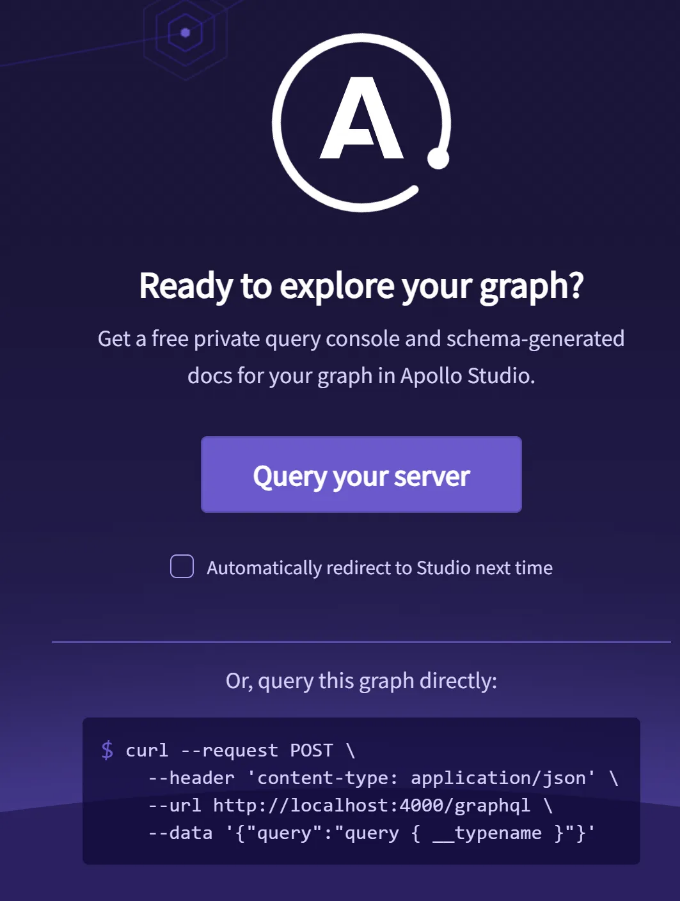 A
Ready to explore your graph?
Get a free private query console and schema-generated
docs for your graph in Apollo Studio.
Query your server
Automatically redirect to Studio next time
Or, query this graph directly:
$ curl --request POST \
--header 'content-type: application/json' \
--url http://localhost:4000/graphql \
--data '{"query":"query { __typename }"}'